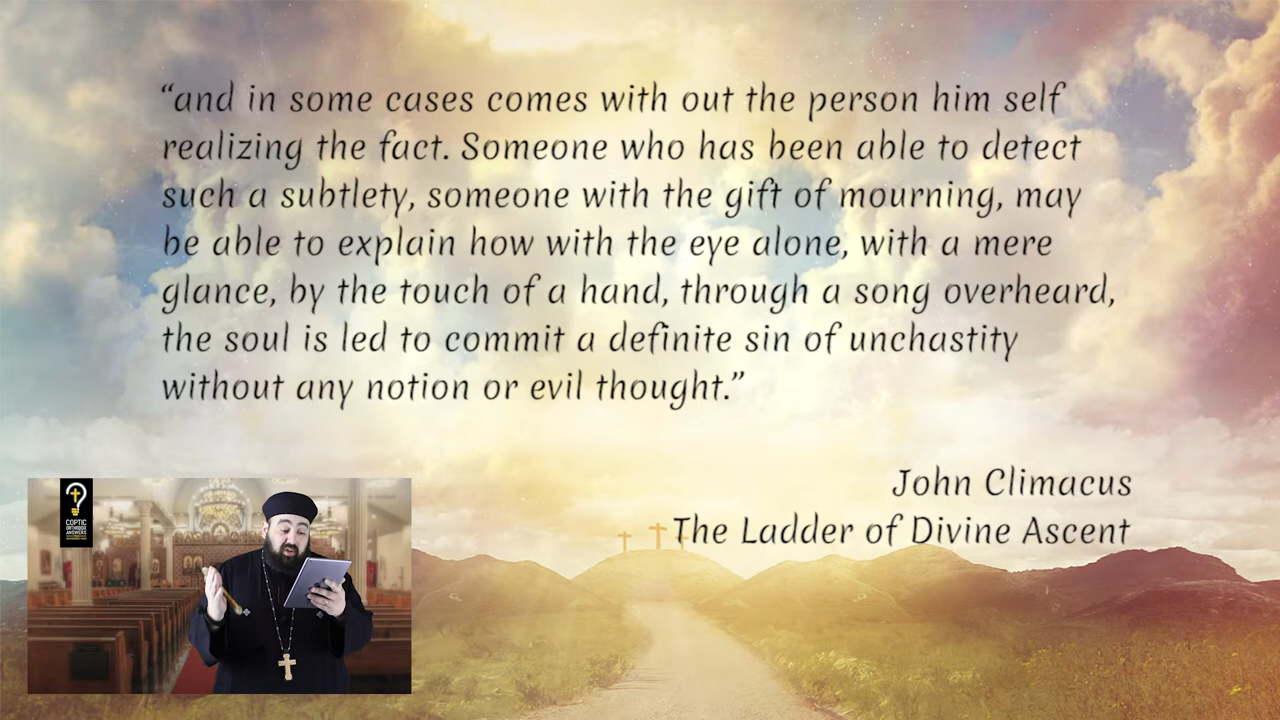 “and in some cases comes with out the person him self
realizing the fact. Someone who has been able to detect
such a subtlety, someone with the gift of mourning, may
be able to explain how with the eye alone, with a mere
glance, by the touch of a hand, through a song overheard,
the soul is led to commit a definite sin of unchastity
without any notion or evil thought.”
John Climacus
The Ladder of Divine Ascent
COPTIC
ORTHODOX
ANSWERS